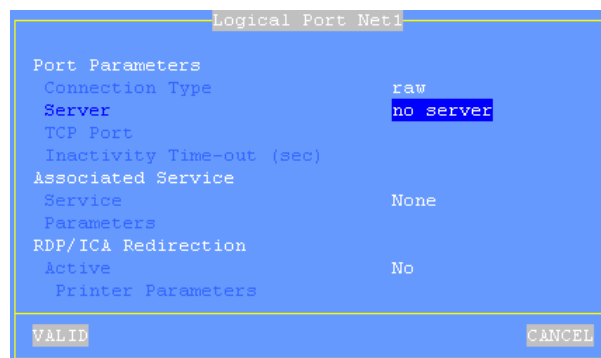 Logical Port Net1
Port Parameters
Connection Type raw
Server no server
TCP Port
Inactivity Time-out (sec)
Associated Service
Service None
Parameters
RDP/ICA Redirection
Active No
Printer Parameters
VALID CANCEL